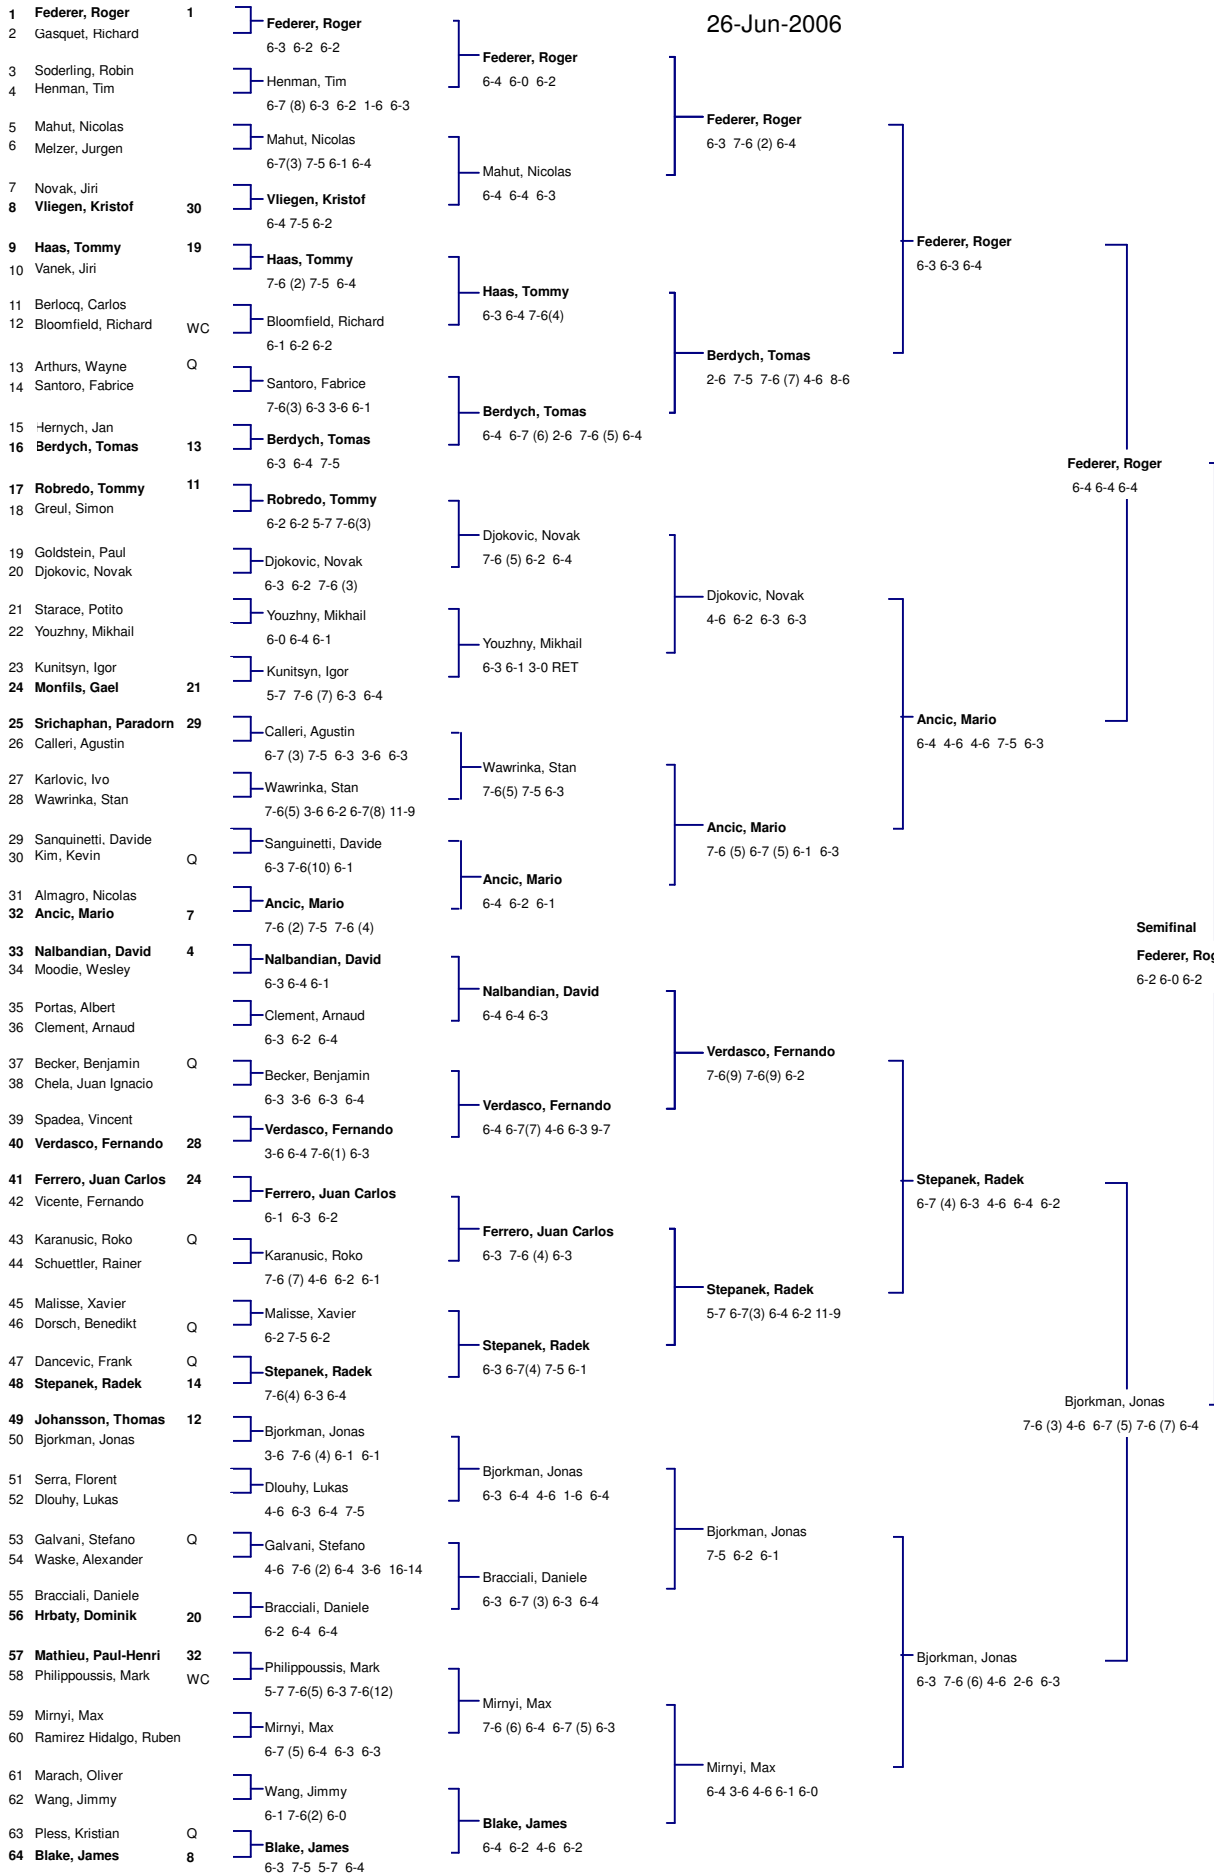 26-Jun-2006
1 Federer, Roger 1
2 Gasquet, Richard
3 Soderling, Robin
4 Henman, Tim
5 Mahut, Nicolas
6 Melzer, Jurgen
7 Novak, Jiri
8 Vliegen, Kristof 30
9 Haas, Tommy 19
10 Vanek, Jiri
11 Berlocq, Carlos
12 Bloomfield, Richard WC
13 Arthurs, Wayne Q
14 Santoro, Fabrice
15 Hernych, Jan
16 Berdych, Tomas 13
17 Robredo, Tommy 11
18 Greul, Simon
19 Goldstein, Paul
20 Djokovic, Novak
21 Starace, Potito
22 Youzhny, Mikhail
23 Kunitsyn, Igor
24 Monfils, Gael 21
25 Srichaphan, Paradorn 29
26 Calleri, Agustin
27 Karlovic, Ivo
28 Wawrinka, Stan
29 Sanguinetti, Davide
30 Kim, Kevin Q
31 Almagro, Nicolas
32 Ancic, Mario 7
33 Nalbandian, David 4
34 Moodie, Wesley
35 Portas, Albert
36 Clement, Arnaud
37 Becker, Benjamin Q
38 Chela, Juan Ignacio
39 Spadea, Vincent
40 Verdasco, Fernando 28
41 Ferrero, Juan Carlos 24
42 Vicente, Fernando
43 Karanusic, Roko Q
44 Schuettler, Rainer
45 Malisse, Xavier
46 Dorsch, Benedikt Q
47 Dancevic, Frank Q
48 Stepanek, Radek 14
49 Johansson, Thomas 12
50 Bjorkman, Jonas
51 Serra, Florent
52 Dlouhy, Lukas
53 Galvani, Stefano Q
54 Waske, Alexander
55 Bracciali, Daniele
56 Hrbaty, Dominik 20
57 Mathieu, Paul-Henri 32
58 Philippoussis, Mark WC
59 Mirnyi, Max
60 Ramirez Hidalgo, Ruben
61 Marach, Oliver
62 Wang, Jimmy
63 Pless, Kristian Q
64 Blake, James 8
Federer, Roger
6-3 6-2 6-2
Henman, Tim
6-7 (8) 6-3 6-2 1-6 6-3
Mahut, Nicolas
6-7(3) 7-5 6-1 6-4
Vliegen, Kristof
6-4 7-5 6-2
Haas, Tommy
7-6 (2) 7-5 6-4
Bloomfield, Richard
6-1 6-2 6-2
Santoro, Fabrice
7-6(3) 6-3 3-6 6-1
Berdych, Tomas
6-3 6-4 7-5
Robredo, Tommy
6-2 6-2 5-7 7-6(3)
Djokovic, Novak
6-3 6-2 7-6 (3)
Youzhny, Mikhail
6-0 6-4 6-1
Kunitsyn, Igor
5-7 7-6 (7) 6-3 6-4
Calleri, Agustin
6-7 (3) 7-5 6-3 3-6 6-3
Wawrinka, Stan
7-6(5) 3-6 6-2 6-7(8) 11-9
Sanguinetti, Davide
6-3 7-6(10) 6-1
Ancic, Mario
7-6 (2) 7-5 7-6 (4)
Nalbandian, David
6-3 6-4 6-1
Clement, Arnaud
6-3 6-2 6-4
Becker, Benjamin
6-3 3-6 6-3 6-4
Verdasco, Fernando
3-6 6-4 7-6(1) 6-3
Ferrero, Juan Carlos
6-1 6-3 6-2
Karanusic, Roko
7-6 (7) 4-6 6-2 6-1
Malisse, Xavier
6-2 7-5 6-2
Stepanek, Radek
7-6(4) 6-3 6-4
Bjorkman, Jonas
3-6 7-6 (4) 6-1 6-1
Dlouhy, Lukas
4-6 6-3 6-4 7-5
Galvani, Stefano
4-6 7-6 (2) 6-4 3-6 16-14
Bracciali, Daniele
6-2 6-4 6-4
Philippoussis, Mark
5-7 7-6(5) 6-3 7-6(12)
Mirnyi, Max
6-7 (5) 6-4 6-3 6-3
Wang, Jimmy
6-1 7-6(2) 6-0
Blake, James
6-3 7-5 5-7 6-4
Federer, Roger
6-4 6-0 6-2
Mahut, Nicolas
6-4 6-4 6-3
Haas, Tommy
6-3 6-4 7-6(4)
Berdych, Tomas
6-4 6-7 (6) 2-6 7-6 (5) 6-4
Djokovic, Novak
7-6 (5) 6-2 6-4
Youzhny, Mikhail
6-3 6-1 3-0 RET
Wawrinka, Stan
7-6(5) 7-5 6-3
Ancic, Mario
6-4 6-2 6-1
Nalbandian, David
6-4 6-4 6-3
Verdasco, Fernando
6-4 6-7(7) 4-6 6-3 9-7
Ferrero, Juan Carlos
6-3 7-6 (4) 6-3
Stepanek, Radek
6-3 6-7(4) 7-5 6-1
Bjorkman, Jonas
6-3 6-4 4-6 1-6 6-4
Bracciali, Daniele
6-3 6-7 (3) 6-3 6-4
Mirnyi, Max
7-6 (6) 6-4 6-7 (5) 6-3
Blake, James
6-4 6-2 4-6 6-2
Federer, Roger
6-3 7-6 (2) 6-4
Berdych, Tomas
2-6 7-5 7-6 (7) 4-6 8-6
Djokovic, Novak
4-6 6-2 6-3 6-3
Ancic, Mario
7-6 (5) 6-7 (5) 6-1 6-3
Verdasco, Fernando
7-6(9) 7-6(9) 6-2
Stepanek, Radek
5-7 6-7(3) 6-4 6-2 11-9
Bjorkman, Jonas
7-5 6-2 6-1
Mirnyi, Max
6-4 3-6 4-6 6-1 6-0
Federer, Roger
6-3 6-3 6-4
Ancic, Mario
6-4 4-6 4-6 7-5 6-3
Stepanek, Radek
6-7 (4) 6-3 4-6 6-4 6-2
Bjorkman, Jonas
6-3 7-6 (6) 4-6 2-6 6-3
Federer, Roger
6-4 6-4 6-4
Bjorkman, Jonas
7-6 (3) 4-6 6-7 (5) 7-6 (7) 6-4
Semifinal
Federer, Rog
6-2 6-0 6-2